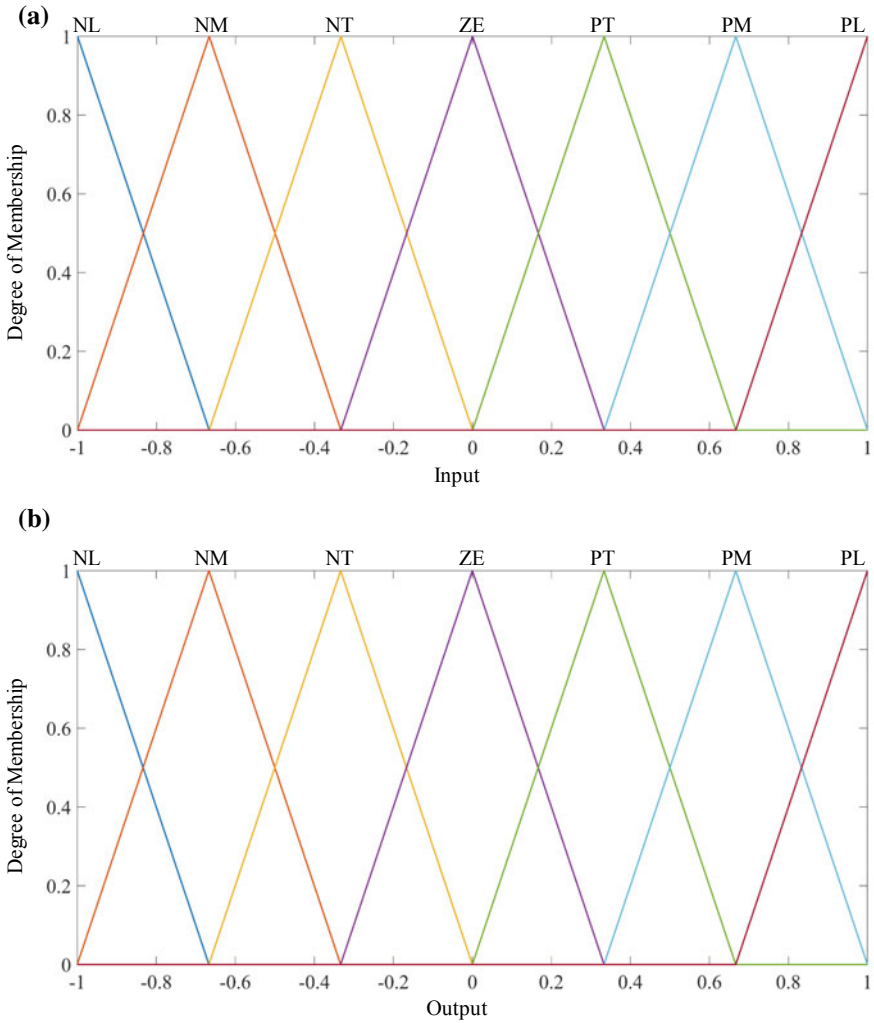 (a)
NL NM NT ZE PT PM PL
1
0.8
0.6
0.4
0.2
0
Degree of Membership
-1 -0.8 -0.6 -0.4 -0.2 0 0.2 0.4 0.6 0.8 1
Input
(b)
NL NM NT ZE PT PM PL
1
0.8
0.6
0.4
0.2
0
Degree of Membership
-1 -0.8 -0.6 -0.4 -0.2 0 0.2 0.4 0.6 0.8 1
Output